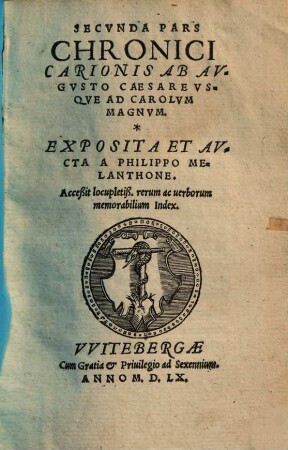 SECVNDA PARS
CHRONICI
CARIONIS AB AV-
GVSTO CAESARE VS-
QVE AD CAROLVM
MAGNVM.
*
EXPOSITA ET AV-
CTA A PHILIPPO ME-
LANTHONE.
Acceßit locupletiß. rerum ac uerborum
memorabilium Index.
VVITEBERGÆ
Cum Gratia & Priuilegio ad Sexennium.
ANNO M. D. LX.